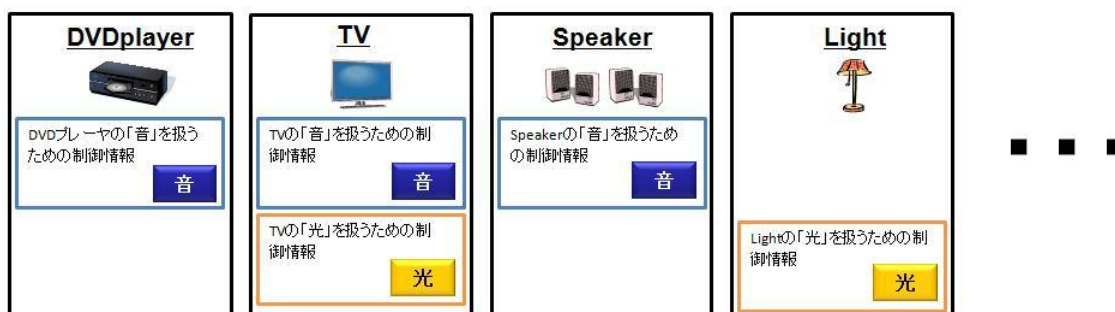 DVDplayer
DVDプレーヤの「音」を扱う
ための制御情報
音
TV
TVの「音」を扱うための制
御情報
音
TVの「光」を扱うための制
御情報
光
Speaker
Speakerの「音」を扱うため
の制御情報
音
Light
Lightの「光」を扱うための制
御情報
光